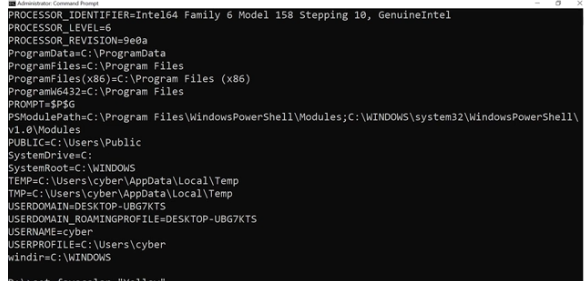 Administrator: Command Prompt
PROCESSOR_IDENTIFIER=Intel64 Family 6 Model 158 Stepping 10, GenuineIntel
PROCESSOR_LEVEL=6
PROCESSOR_REVISION=9e0a
ProgramData=C:\ProgramData
ProgramFiles=C:\Program Files
ProgramFiles(x86)=C:\Program Files (x86)
ProgramW6432=C:\Program Files
PROMPT=$P$G
PSModulePath=C:\Program Files\WindowsPowerShell\Modules;C:\WINDOWS\system32\WindowsPowerShell\
v1.0\Modules
PUBLIC=C:\Users\Public
SystemDrive=C:
SystemRoot=C:\WINDOWS
TEMP=C:\Users\cyber\AppData\Local\Temp
TMP=C:\Users\cyber\AppData\Local\Temp
USERDOMAIN=DESKTOP-UBG7KTS
USERDOMAIN_ROAMINGPROFILE=DESKTOP-UBG7KTS
USERNAME=cyber
USERPROFILE=C:\Users\cyber
windir=C:\WINDOWS